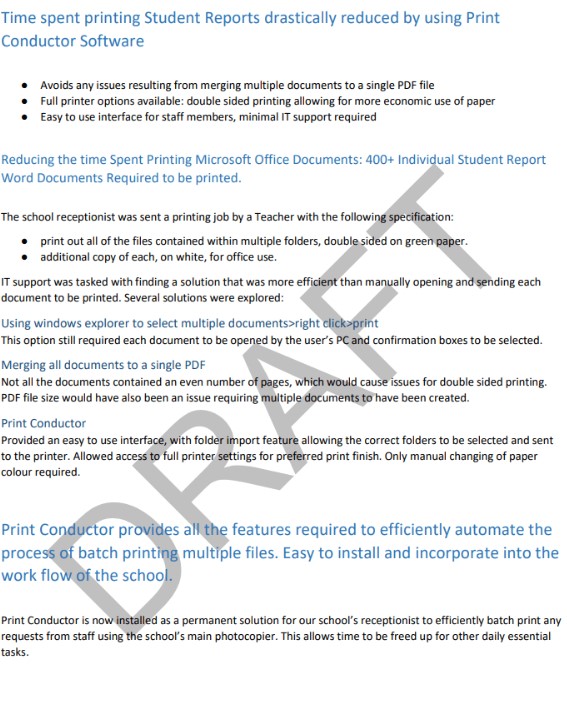 Time spent printing Student Reports drastically reduced by using Print
Conductor Software
• Avoids any issues resulting from merging multiple documents to a single PDF file
• Full printer options available: double sided printing allowing for more economic use of paper
• Easy to use interface for staff members, minimal IT support required
Reducing the time Spent Printing Microsoft Office Documents: 400+ Individual Student Report
Word Documents Required to be printed.
The school receptionist was sent a printing job by a Teacher with the following specification:
• print out all of the files contained within multiple folders, double sided on green paper.
• additional copy of each, on white, for office use.
IT support was tasked with finding a solution that was more efficient than manually opening and sending each
document to be printed. Several solutions were explored:
Using windows explorer to select multiple documents>right click>print
This option still required each document to be opened by the user's PC and confirmation boxes to be selected.
Merging all documents to a single PDF
Not all the documents contained an even number of pages, which would cause issues for double sided printing.
PDF file size would have also been an issue requiring multiple documents to have been created.
Print Conductor
Provided an easy to use interface, with folder import feature allowing the correct folders to be selected and sent
to the printer. Allowed access to full printer settings for preferred print finish. Only manual changing of paper
colour required.
Print Conductor provides all the features required to efficiently automate the
process of batch printing multiple files. Easy to install and incorporate into the
work flow of the school.
Print Conductor is now installed as a permanent solution for our school's receptionist to efficiently batch print any
requests from staff using the school's main photocopier. This allows time to be freed up for other daily essential
tasks.
DRAFT